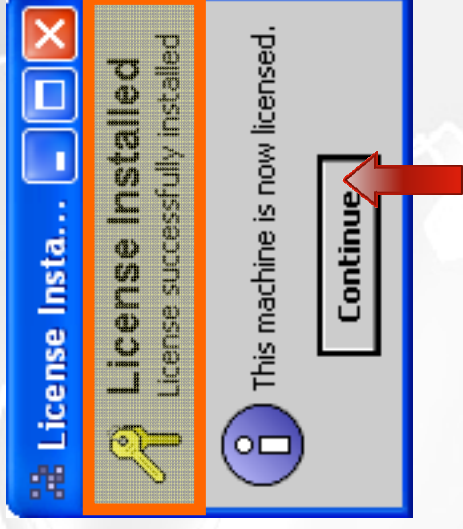 License Insta...
License Installed
License successfully installed
This machine is now licensed.
Continue